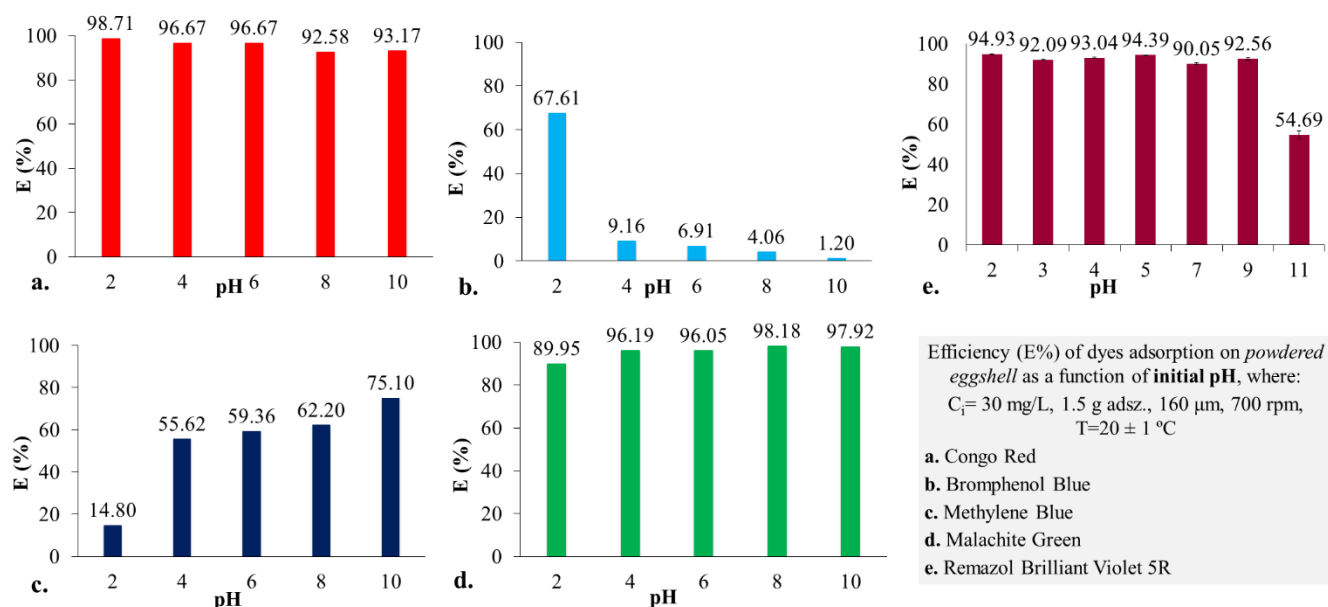 98.71 96.67 96.67 92.58 93.17
100
80
60
40
20
0
E (%)
2 4 6 8 10
pH
a.
67.61 9.16 6.91 4.06 1.20
100
80
60
40
20
0
E (%)
2 4 6 8 10
pH
b.
94.93 92.09 93.04 94.39 90.05 92.56 54.69
100
80
60
40
20
0
E (%)
2 3 4 5 7 9 11
pH
e.
14.80 55.62 59.36 62.20 75.10
100
80
60
40
20
0
E (%)
2 4 6 8 10
pH
c.
89.95 96.19 96.05 98.18 97.92
100
80
60
40
20
0
E (%)
2 4 6 8 10
pH
d.
Efficiency (E%) of dyes adsorption on powdered
eggshell as a function of initial pH, where:
Ci= 30 mg/L, 1.5 g adsz., 160 μm, 700 rpm,
T=20 ± 1 ºC
a. Congo Red
b. Bromphenol Blue
c. Methylene Blue
d. Malachite Green
e. Remazol Brilliant Violet 5R